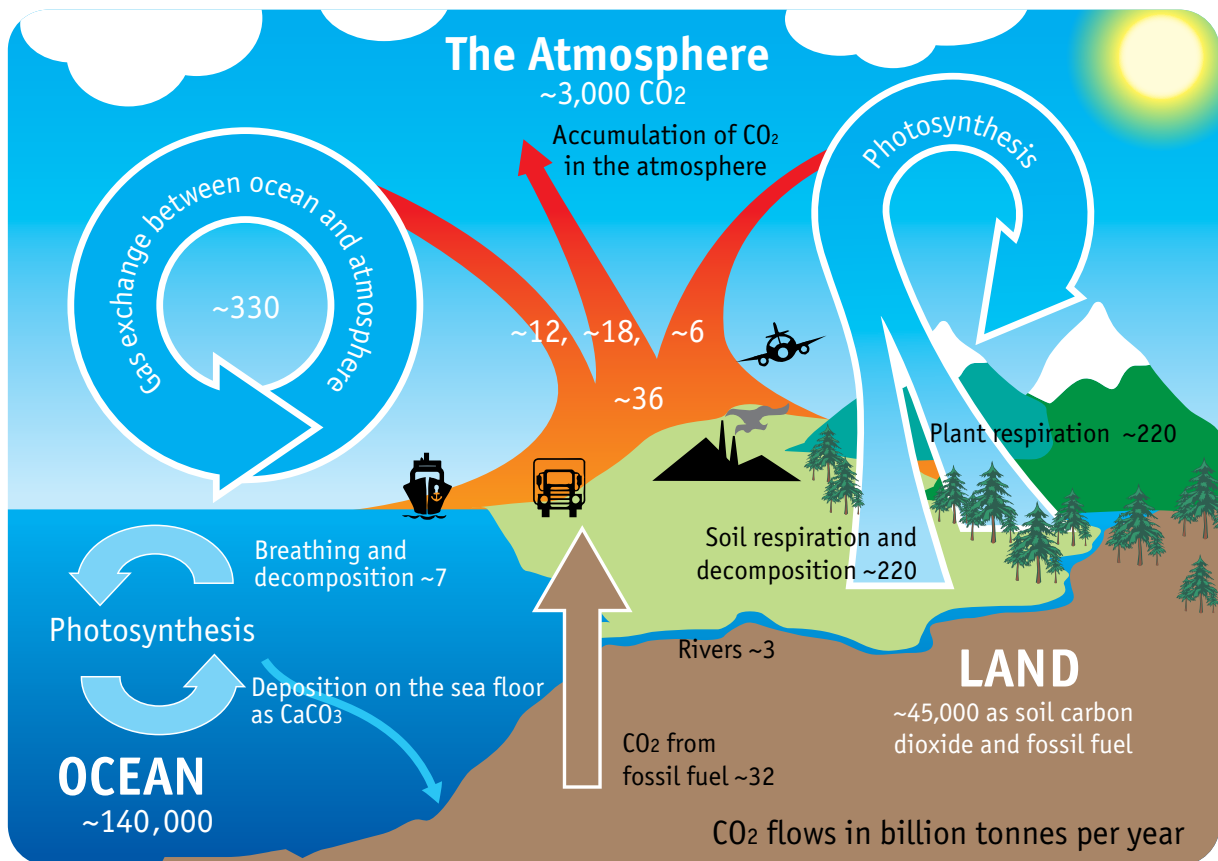 The Atmosphere
~3,000 CO₂
Accumulation of CO₂
in the atmosphere
Photosynthesis
Gas exchange between ocean and atmosphere
~330
~12, ~18, ~6
~36
Plant respiration ~220
Soil respiration and
decomposition ~220
Breathing and
decomposition ~7
Photosynthesis
Rivers ~3
Deposition on the sea floor
as CaCO₃
LAND
~45,000 as soil carbon
dioxide and fossil fuel
CO₂ from
fossil fuel ~32
OCEAN
~140,000
CO₂ flows in billion tonnes per year